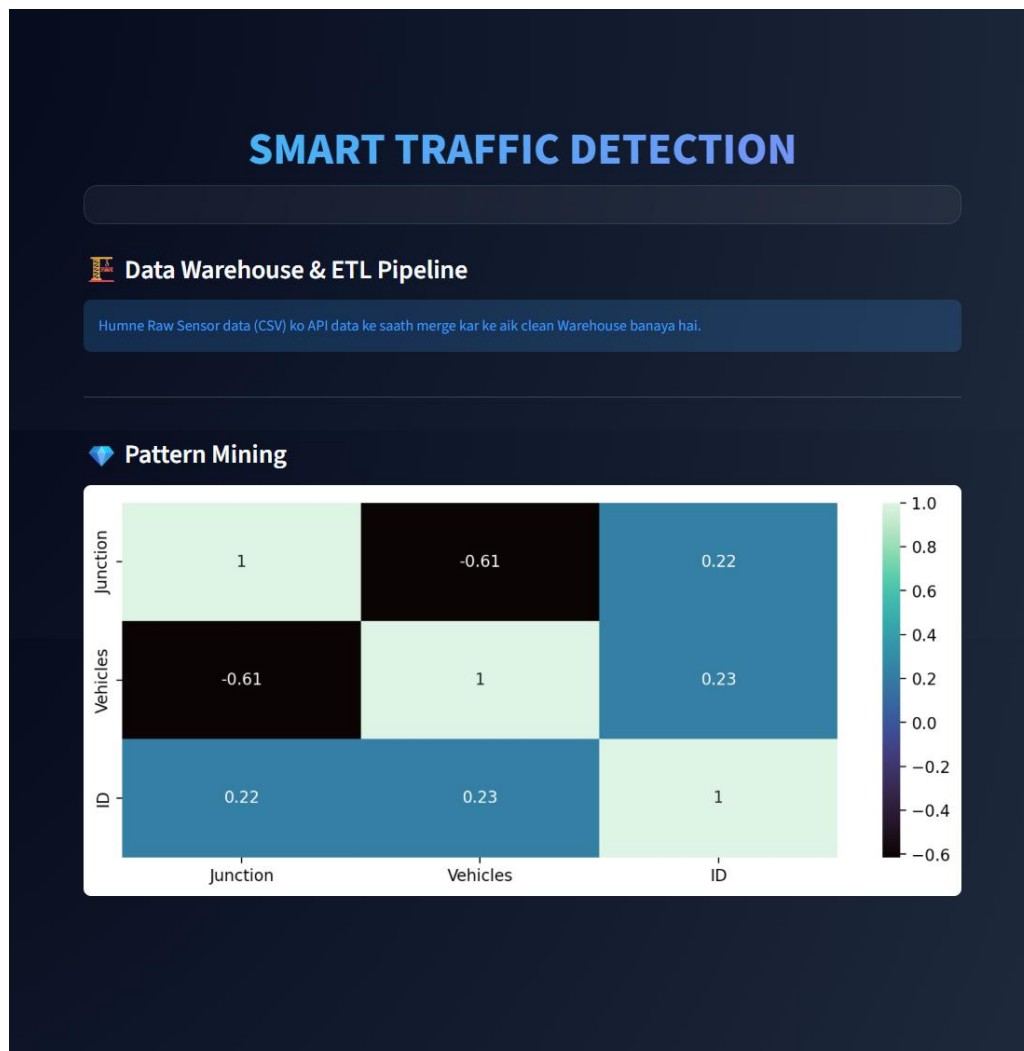 SMART TRAFFIC DETECTION
Data Warehouse & ETL Pipeline
Humne Raw Sensor data (CSV) ko API data ke saath merge kar ke aik clean Warehouse banaya hai.
Pattern Mining
Junction 1 -0.61 0.22
Vehicles -0.61 1 0.23
ID 0.22 0.23 1
Junction Vehicles ID
1.0
0.8
0.6
0.4
0.2
0.0
−0.2
−0.4
−0.6